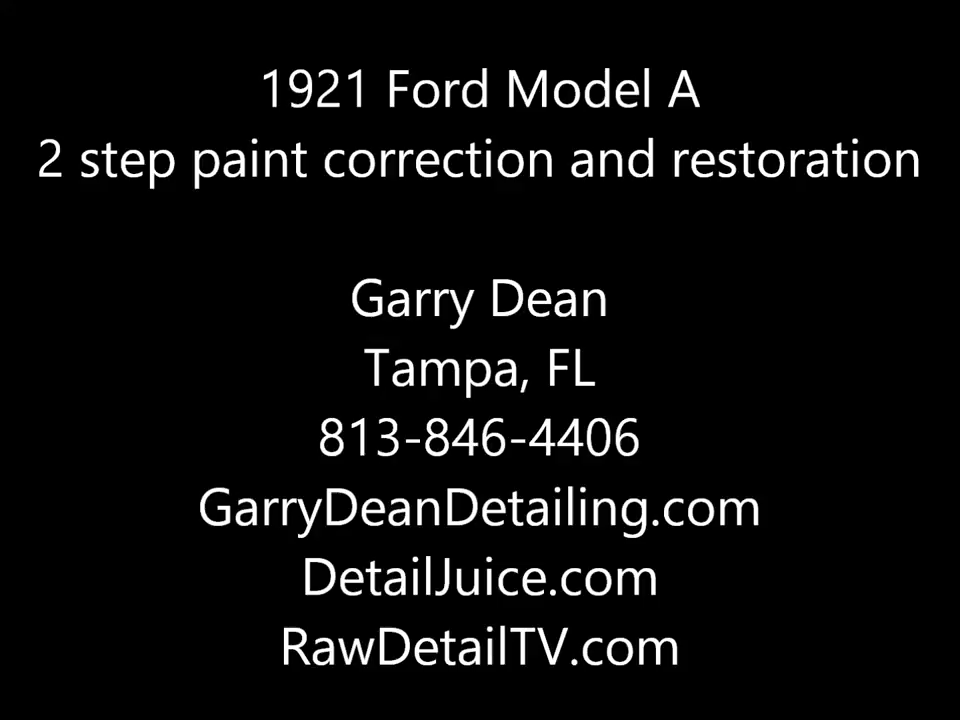 1921 Ford Model A
2 step paint correction and restoration
Garry Dean
Tampa, FL
813-846-4406
GarryDeanDetailing.com
DetailJuice.com
RawDetailTV.com